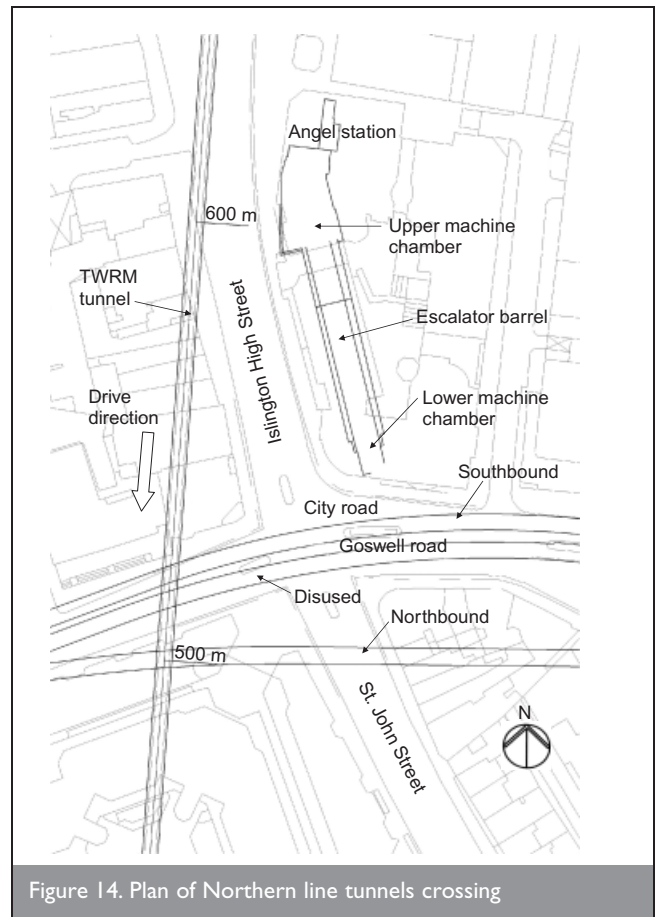 Angel station
600 m
Upper machine
chamber
TWRM
tunnel
Islington High Street
Escalator barrel
Drive
direction
Lower machine
chamber
Southbound
City road
Goswell road
Disused
Northbound
500 m
St. John Street
N
Figure 14. Plan of Northern line tunnels crossing